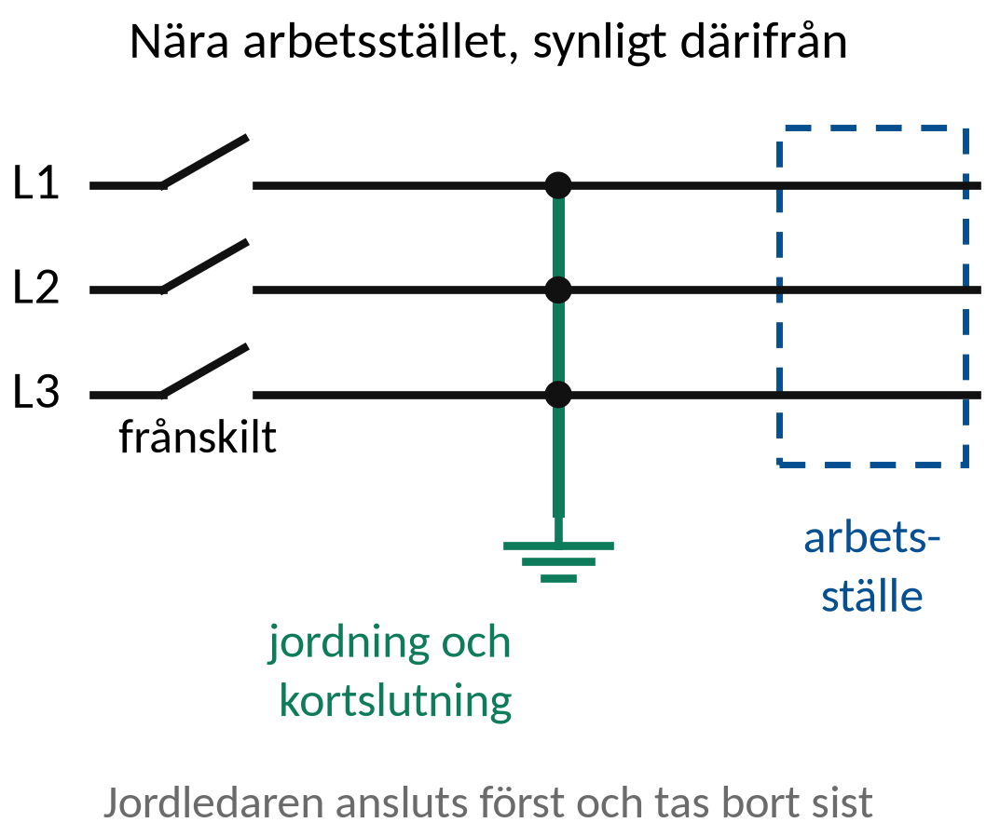 Nära arbetsstället, synligt därifrån
L1
L2
L3
frånskilt
arbets-
ställe
jordning och
kortslutning
Jordledaren ansluts först och tas bort sist